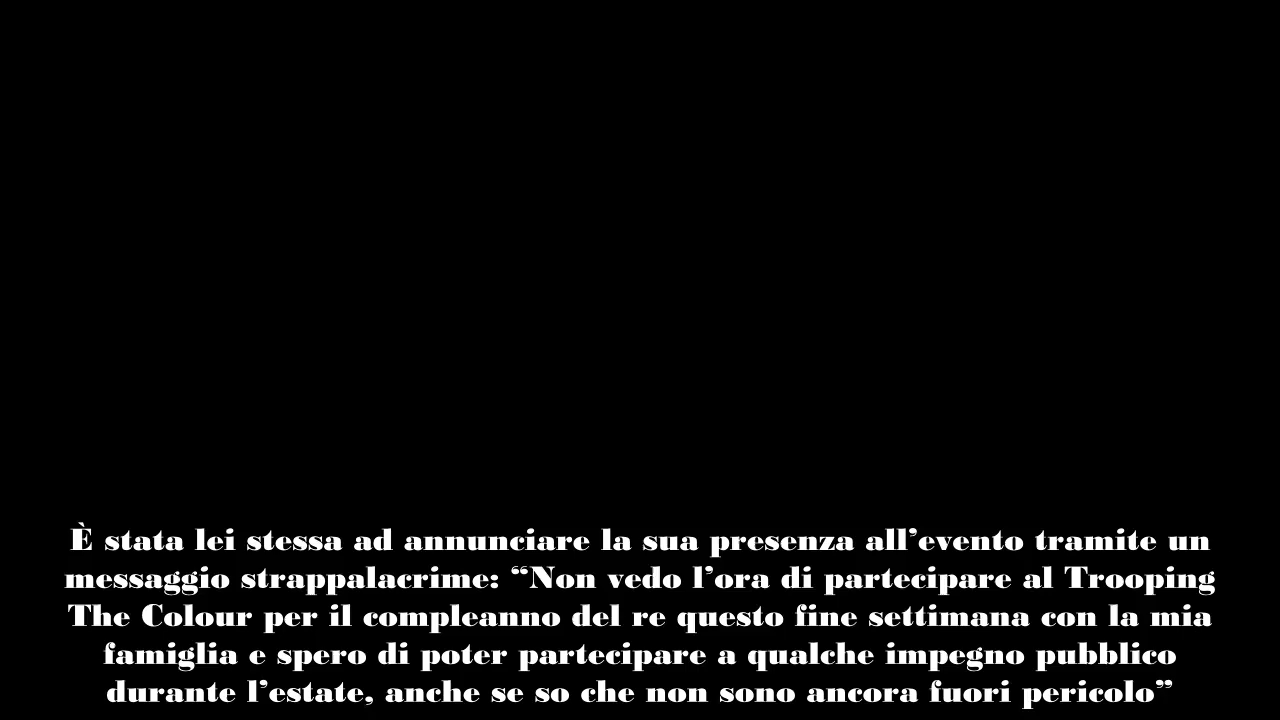 È stata lei stessa ad annunciare la sua presenza all’evento tramite un
messaggio strappalacrime: “Non vedo l’ora di partecipare al Trooping
The Colour per il compleanno del re questo fine settimana con la mia
famiglia e spero di poter partecipare a qualche impegno pubblico
durante l’estate, anche se so che non sono ancora fuori pericolo”